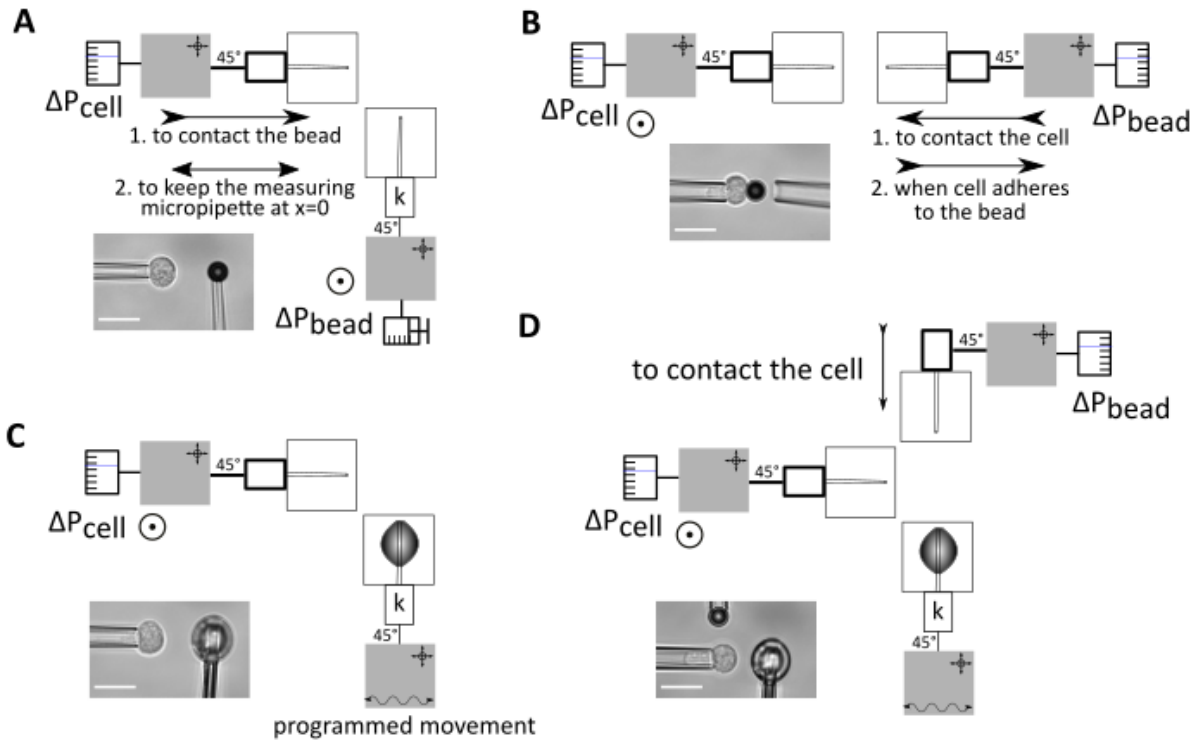 A
45°
ΔPcell
1. to contact the bead
2. to keep the measuring
micropipette at x=0
k
45°
ΔPbead
B
45°
45°
ΔPcell
ΔPbead
1. to contact the cell
2. when cell adheres
to the bead
C
45°
ΔPcell
k
45°
programmed movement
D
45°
to contact the cell
ΔPbead
45°
ΔPcell
k
45°